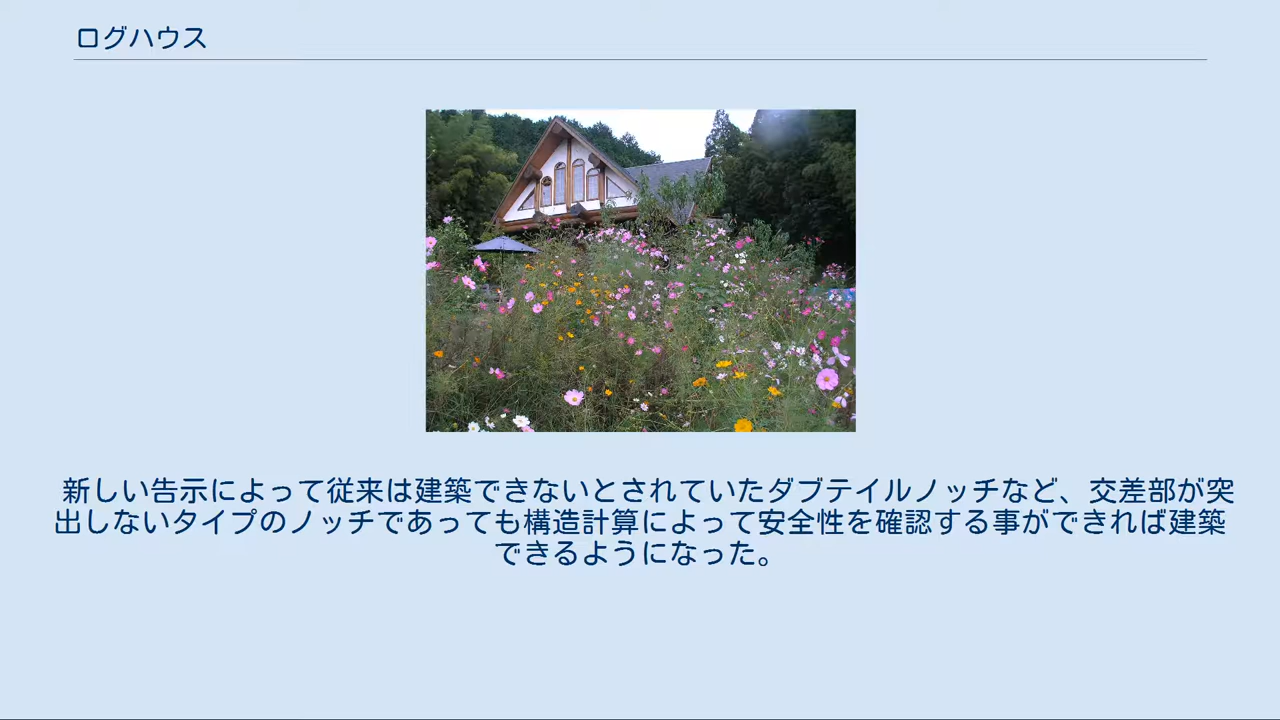 ログハウス
新しい告示によって従来は建築できないとされていたダブテイルノッチなど、交差部が突
出しないタイプのノッチであっても構造計算によって安全性を確認する事ができれば建築
できるようになった。